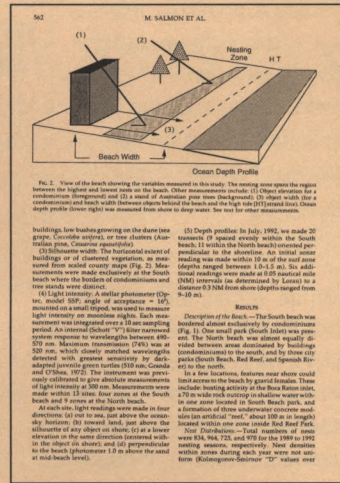 562
M. SALMON ET AL.
(1)
(2)
Nesting
Zone
H T
(3)
Beach Width
Ocean Depth Profile
FIG. 2. View of the beach showing the variables measured in this study. The nesting zone spans the region
between the highest and lowest nests on the beach. Other measurements include: (1) Object elevation for a
condominium (foreground) and (2) a stand of Australian pine trees (background); (3) object width (for a
condominium) and beach width (between objects behind the beach and the high tide [HT] strand line). Ocean
depth profile (lower right) was measured from shore to deep water. See text for other measurements.
buildings, low bushes growing on the dune (sea
grape, Coccoloba uvifera), or tree clusters (Aus-
tralian pine, Casuarina equisetifolia).
(3) Silhouette width: The horizontal extent of
buildings or of clustered vegetation, as mea-
sured from scaled county maps (Fig. 2). Mea-
surements were made exclusively at the South
beach where the borders of condominiums and
tree stands were distinct.
(4) Light intensity: A stellar photometer (Op-
tec, model SSP; angle of acceptance = 16°),
mounted on a small tripod, was used to measure
light intensity on moonless nights. Each mea-
surement was integrated over a 10 sec sampling
period. An internal (Schott "V") filter narrowed
system response to wavelengths between 490-
570 nm. Maximum transmission (74%) was at
520 nm, which closely matched wavelengths
detected with greatest sensitivity by dark-
adapted juvenile green turtles (510 nm; Granda
and O'Shea, 1972). The instrument was previ-
ously calibrated to give absolute measurements
of light intensity at 500 nm. Measurements were
made within 13 sites: four zones at the South
beach and 9 zones at the North beach.
At each site, light readings were made in four
directions: (a) out to sea, just above the ocean-
sky horizon; (b) toward land, just above the
silhouette of any object on shore; (c) at a lower
elevation in the same direction (centered with-
in the object on shore); and (d) perpendicular
to the beach (photometer 1.0 m above the sand
at mid-beach level).
(5) Depth profiles: In July, 1992, we made 20
transects (9 spaced evenly within the South
beach; 11 within the North beach) oriented per-
pendicular to the shoreline. An initial sonar
reading was made within 10 m of the surf zone
(depths ranged between 1.0-1.5 m). Six addi-
tional readings were made at 0.05 nautical mile
(NM) intervals (as determined by Loran) to a
distance 0.3 NM from shore (depths ranged from
9-10 m).
RESULTS
Description of the Beach.—The South beach was
bordered almost exclusively by condominiums
(Fig. 1). One small park (South Inlet) was pres-
ent. The North beach was almost equally di-
vided between areas dominated by buildings
(condominiums) to the south, and by three city
parks (South Beach, Red Reef, and Spanish Riv-
er) to the north.
In a few locations, features near shore could
limit access to the beach by gravid females. These
include: boating activity at the Boca Raton inlet,
a 70 m wide rock outcrop in shallow water with-
in one zone located in South Beach park, and
a formation of three underwater concrete mod-
ules (an artificial "reef," about 100 m in length)
located within one zone inside Red Reef Park.
Nest Distributions.—Total numbers of nests
were 834, 964, 725, and 970 for the 1989 to 1992
nesting seasons, respectively. Nest densities
within zones during each year were not uni-
form (Kolmogorov-Smirnov "D" values over